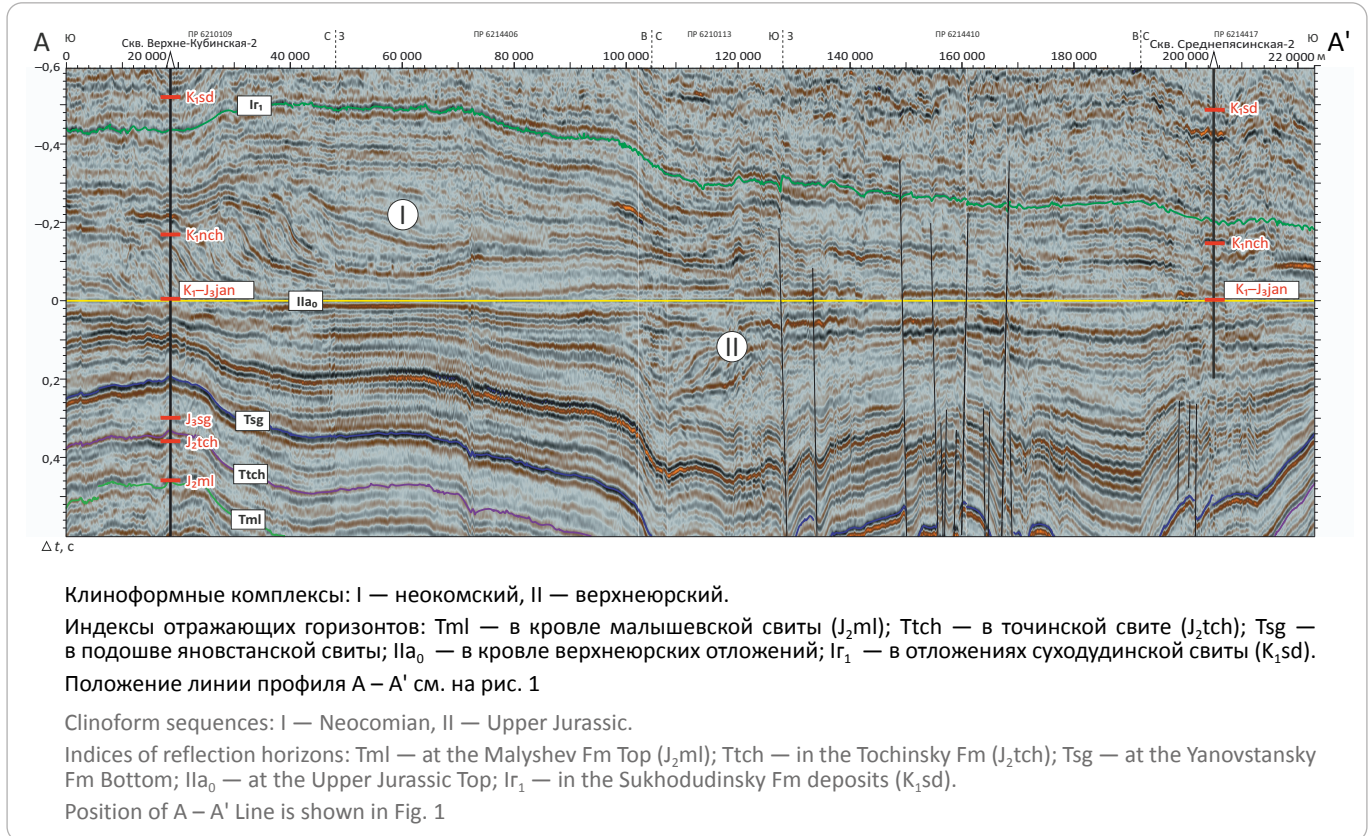 A Ю ПР 6210109 С З ПР 6214406 В С ПР 6210113 Ю З ПР 6214410 В С ПР 6214417 Ю A'
Скв. Верхне-Кубинская-2 Скв. Среднепясинская-2
0 20 000 40 000 60 000 80 000 100 000 120 000 140 000 160 000 180 000 200 000 22 0000 м
–0,6
K₁sd
Ir₁
K₁sd
–0,4
–0,2
I
K₁nch
K₁nch
K₁–J₃jan
K₁–J₃jan
0
IIa₀
II
0,2
Tsg
J₃sg
J₂tch
0,4
Ttch
J₂ml
Tml
Δ t, с
Клиноформные комплексы: I — неокомский, II — верхнеюрский.
Индексы отражающих горизонтов: Tml — в кровле малышевской свиты (J₂ml); Ttch — в точинской свите (J₂tch); Tsg —
в подошве яновстанской свиты; IIa₀ — в кровле верхнеюрских отложений; Ir₁ — в отложениях суходудинской свиты (K₁sd).
Положение линии профиля А – А' см. на рис. 1
Clinoform sequences: I — Neocomian, II — Upper Jurassic.
Indices of reflection horizons: Tml — at the Malyshev Fm Top (J₂ml); Ttch — in the Tochinsky Fm (J₂tch); Tsg — at the Yanovstansky
Fm Bottom; IIa₀ — at the Upper Jurassic Top; Ir₁ — in the Sukhodudinsky Fm deposits (K₁sd).
Position of A – A' Line is shown in Fig. 1